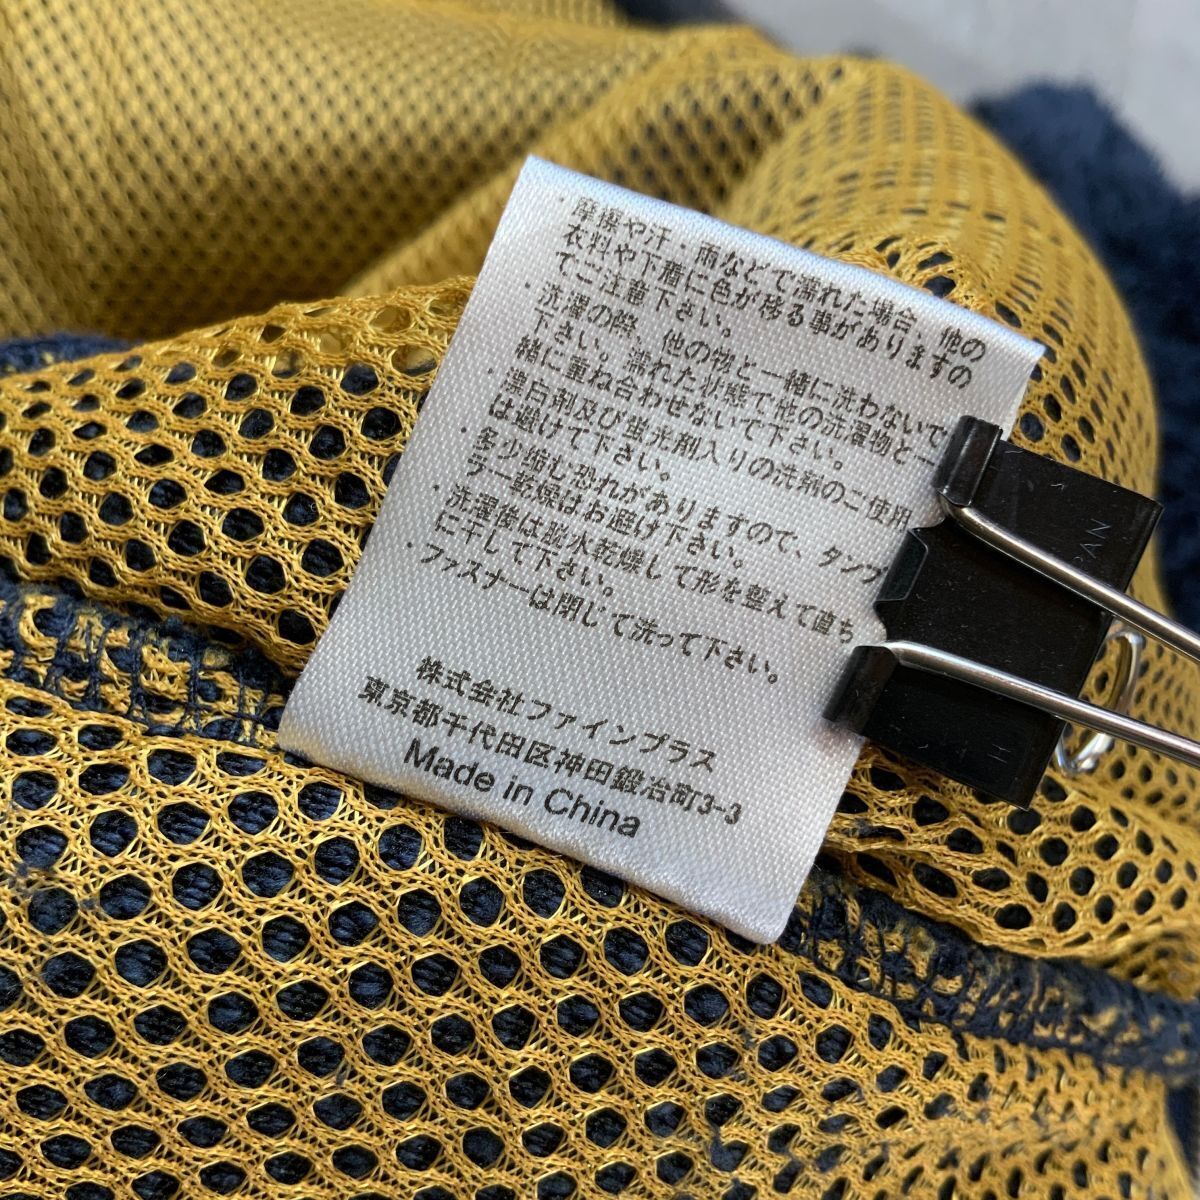 ・摩擦や汗・雨などで濡れた場合、他の
衣料や下着に色が移る事がありますの
でご注意下さい。
・洗濯の際、他の物と一緒に洗わないで
下さい。濡れた状態で他の洗濯物と一
緒に重ね合わせないで下さい。
・漂白剤及び蛍光剤入りの洗剤のご使用
は避けて下さい。
・多少縮む恐れがありますので、タンブ
ラー乾燥はお避け下さい。
・洗濯後は脱水乾燥して形を整えて直ち
に干して下さい。
・ファスナーは閉じて洗って下さい。
株式会社ファインプラス
東京都千代田区神田鍛冶町3-3
Made in China